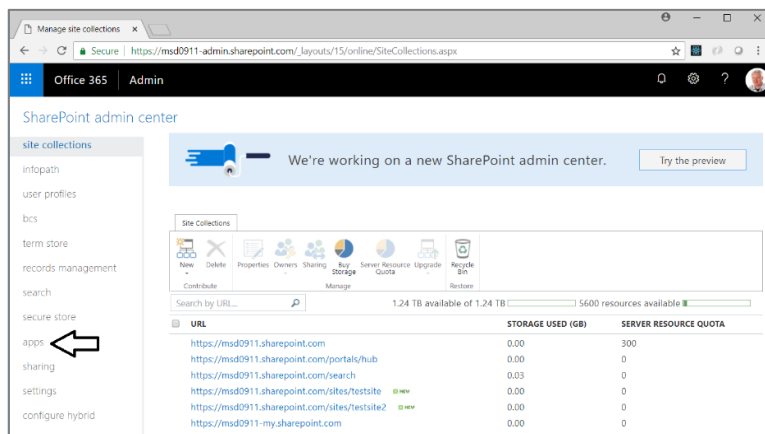 Manage site collections
Secure https://msd0911-admin.sharepoint.com/_layouts/15/online/SiteCollections.aspx
Office 365 Admin
SharePoint admin center
site collections
infopath
user profiles
bcs
term store
records management
search
secure store
apps
sharing
settings
configure hybrid
We're working on a new SharePoint admin center. Try the preview
Site Collections
New Delete Properties Owners Sharing Buy Storage Server Resource Quota Upgrade Recycle Bin
Contribute Manage Restore
Search by URL... 1.24 TB available of 1.24 TB 5600 resources available
URL STORAGE USED (GB) SERVER RESOURCE QUOTA
https://msd0911.sharepoint.com 0.00 300
https://msd0911.sharepoint.com/portals/hub 0.00 0
https://msd0911.sharepoint.com/search 0.03 0
https://msd0911.sharepoint.com/sites/testsite NEW 0.00 0
https://msd0911.sharepoint.com/sites/testsite2 NEW 0.00 0
https://msd0911-my.sharepoint.com 0.00 0